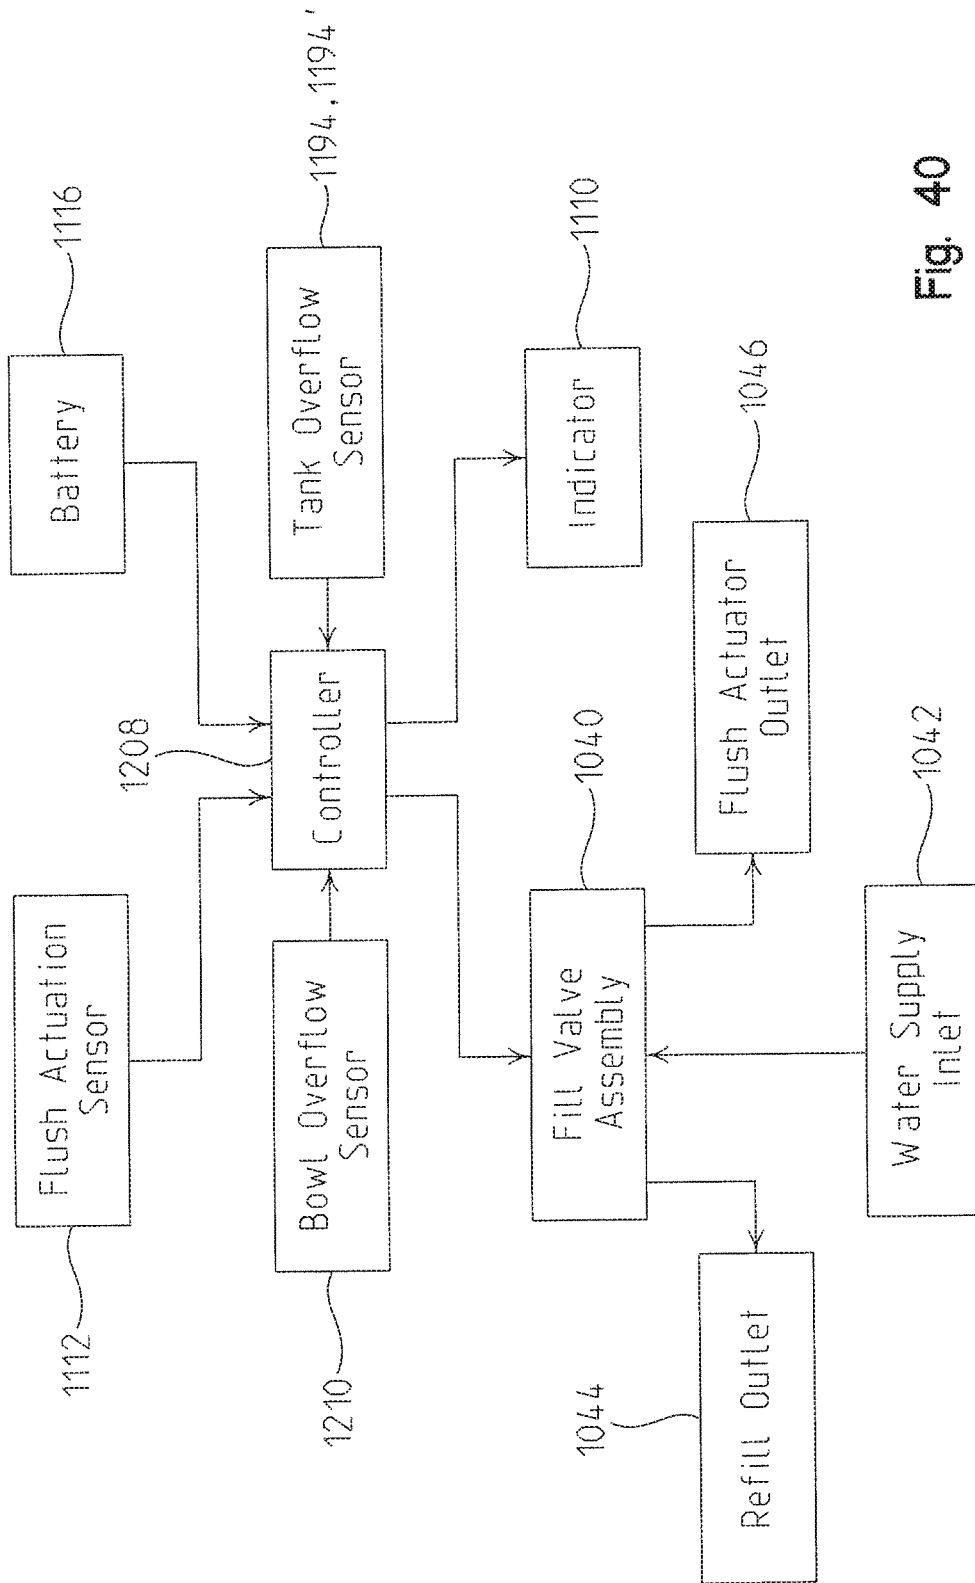 1112
Flush Actuation
Sensor
Battery
1116
1208
1210
Bowl Overflow
Sensor
Controller
Tank Overflow
Sensor
1194, 1194'
Fill Valve
Assembly
1040
Indicator
1110
1044
Refill Outlet
Flush Actuator
Outlet
1046
Water Supply
Inlet
1042
Fig. 40